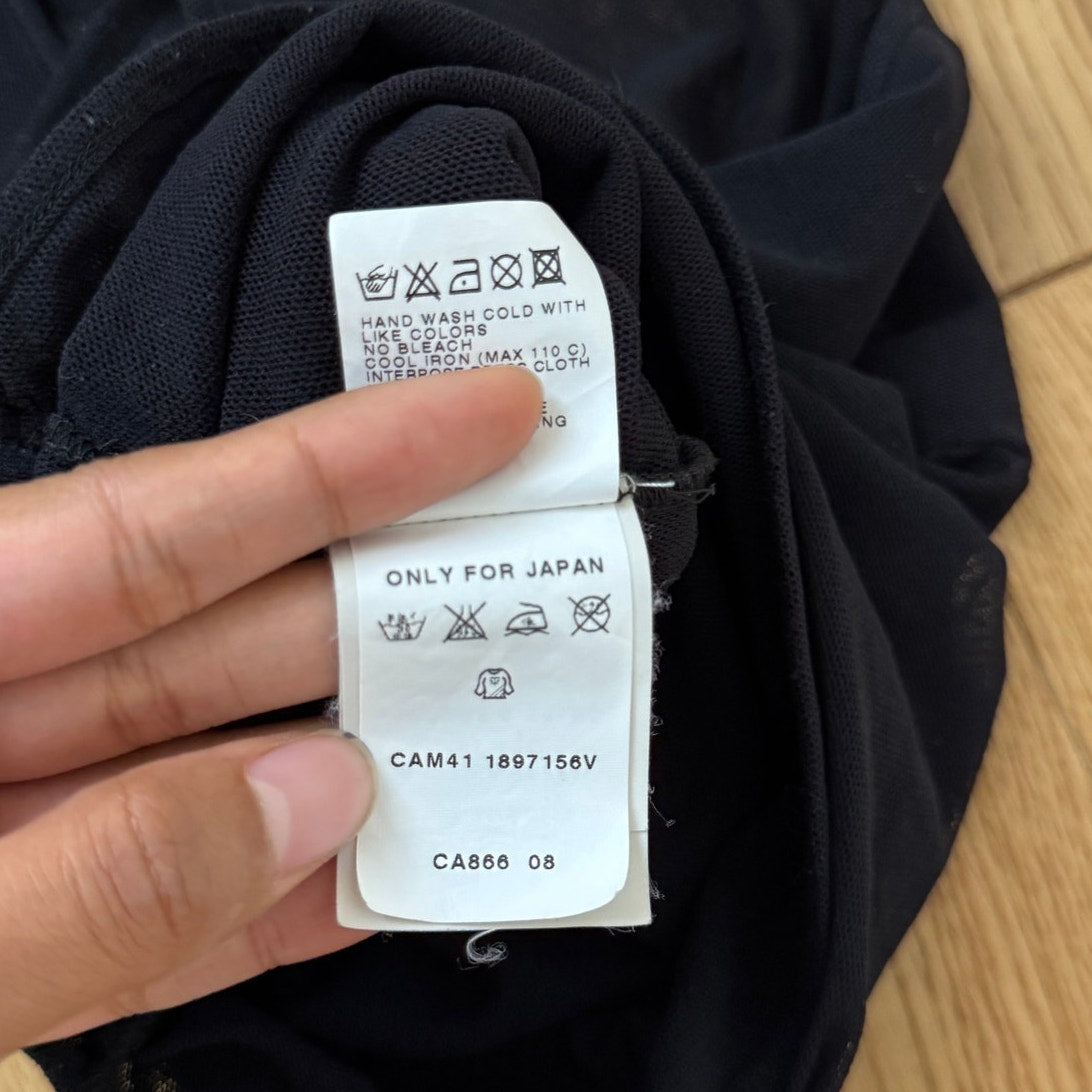 HAND WASH COLD WITH
LIKE COLORS
NO BLEACH
COOL IRON (MAX 110 C)
CLOTH
ONLY FOR JAPAN
CAM41 1897156V
CA866 08